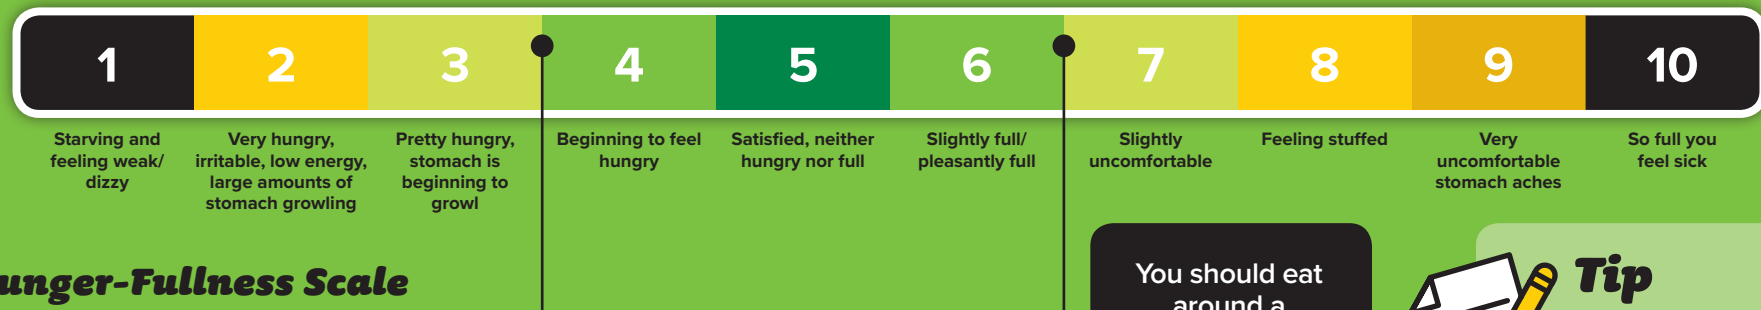 1 2 3 4 5 6 7 8 9 10
Starving and
feeling weak/
dizzy
Very hungry,
irritable, low energy,
large amounts of
stomach growling
Pretty hungry,
stomach is
beginning to
growl
Beginning to feel
hungry
Satisfied, neither
hungry nor full
Slightly full/
pleasantly full
Slightly
uncomfortable
Feeling stuffed
Very
uncomfortable
stomach aches
So full you
feel sick
unger-Fullness Scale
You should eat
around a
Tip